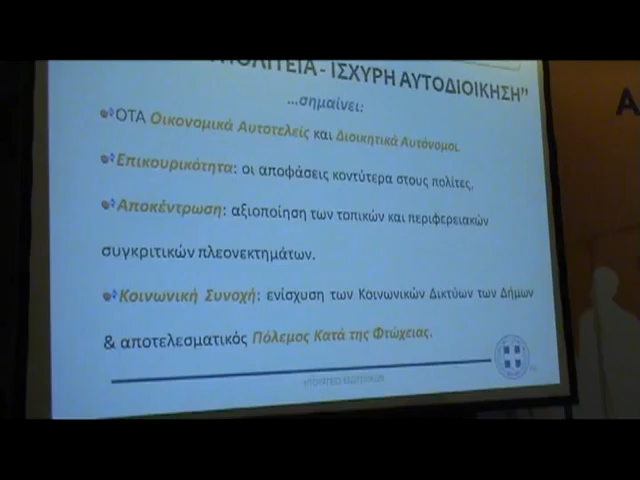 ΠΟΛΙΤΕΙΑ - ΙΣΧΥΡΗ ΑΥΤΟΔΙΟΙΚΗΣΗ”
...σημαίνει:
ΟΤΑ Οικονομικά Αυτοτελείς και Διοικητικά Αυτόνομοι.
Επικουρικότητα: οι αποφάσεις κοντύτερα στους πολίτες.
Αποκέντρωση: αξιοποίηση των τοπικών και περιφερειακών
συγκριτικών πλεονεκτημάτων.
Κοινωνική Συνοχή: ενίσχυση των Κοινωνικών Δικτύων των Δήμων
& αποτελεσματικός Πόλεμος Κατά της Φτώχειας.
ΥΠΟΥΡΓΕΙΟ ΕΣΩΤΕΡΙΚΩΝ